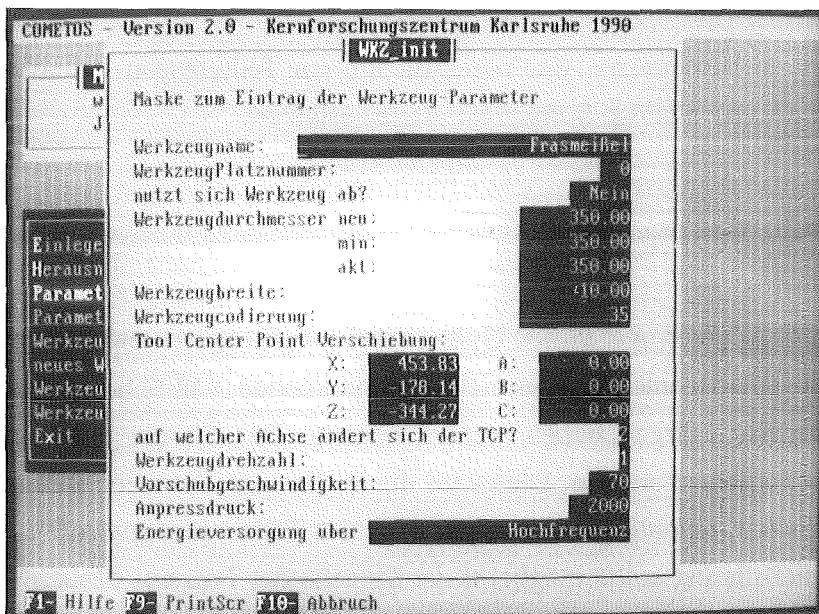 COMETOS - Version 2.0 - Kernforschungszentrum Karlsruhe 1990
WKZ_init
Maske zum Eintrag der Werkzeug-Parameter
Werkzeugname: Fräsmeißel
WerkzeugPlatznummer: 0
nutzt sich Werkzeug ab? Nein
Werkzeugdurchmesser neu: 350.00
min: 350.00
akt: 350.00
Werkzeugbreite: 410.00
Werkzeugcodierung: 35
Tool Center Point Verschiebung:
X: 453.83 A: 0.00
Y: -178.14 B: 0.00
Z: -344.27 C: 0.00
auf welcher Achse ändert sich der TCP? Z
Werkzeugdrehzahl: 1
Vorschubgeschwindigkeit: 70
Anpressdruck: 2000
Energieversorgung über Hochfrequenz
M
W
J
Einlege
Herausn
Paramet
Paramet
Werkzeu
neues W
Werkzeu
Werkzeu
Exit
F1- Hilfe F9- PrintScr F10- Abbruch